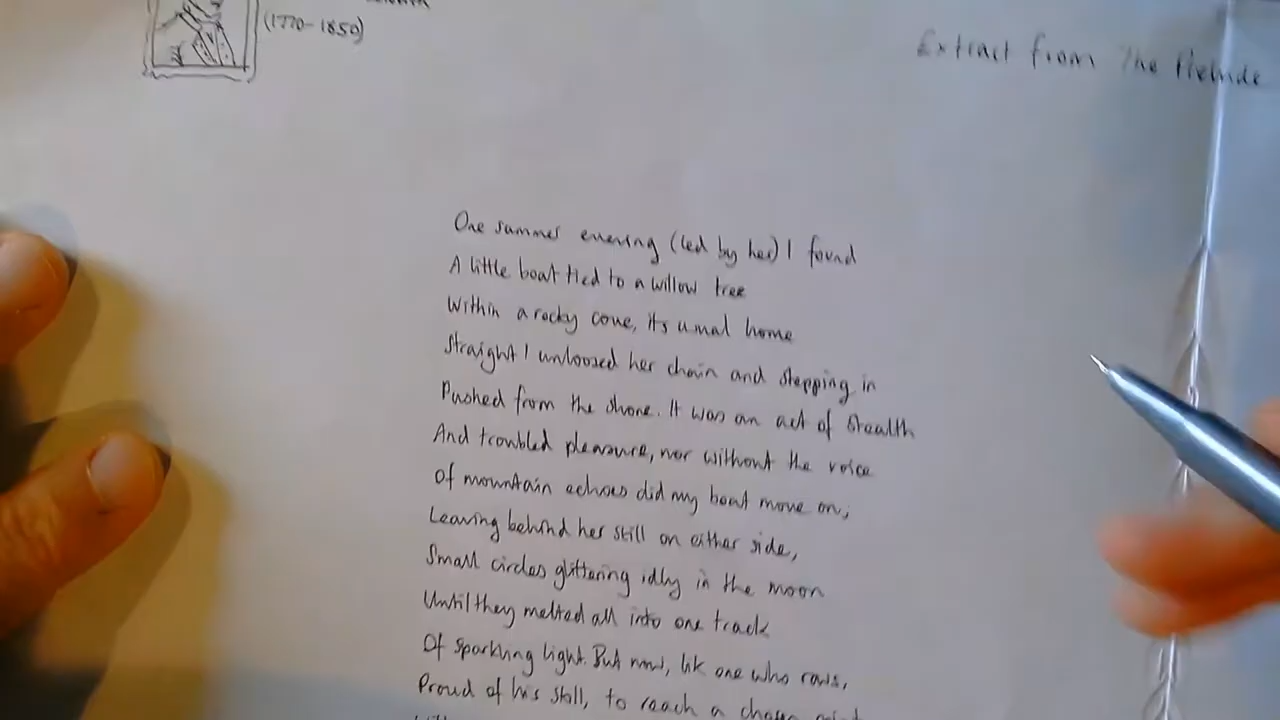 (1770-1850)
Extract from The Prelude
One summer evening (led by her) I found
A little boat tied to a willow tree
Within a rocky cove, its usual home
Straight I unloosed her chain and stepping in
Pushed from the shore. It was an act of stealth
And troubled pleasure, nor without the voice
Of mountain echoes did my boat move on,
Leaving behind her still on either side,
Small circles glittering idly in the moon
Until they melted all into one track
Of sparkling light. But now, like one who rows,
Proud of his skill, to reach a chosen